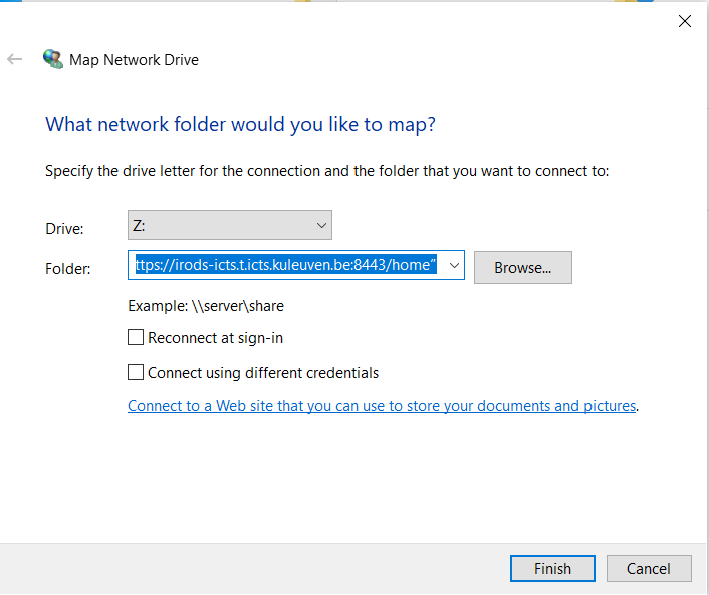 Map Network Drive
What network folder would you like to map?
Specify the drive letter for the connection and the folder that you want to connect to:
Drive: Z:
Folder: ttps://irods-icts.t.icts.kuleuven.be:8443/home" Browse...
Example: \\server\share
Reconnect at sign-in
Connect using different credentials
Connect to a Web site that you can use to store your documents and pictures.
Finish Cancel